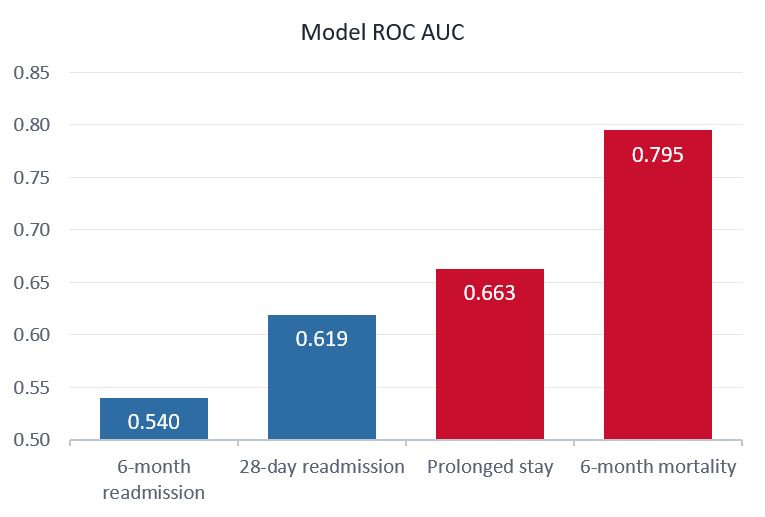 Model ROC AUC
0.85
0.80
0.75
0.70
0.65
0.60
0.55
0.50
0.540
0.619
0.663
0.795
6-month
readmission
28-day readmission
Prolonged stay
6-month mortality